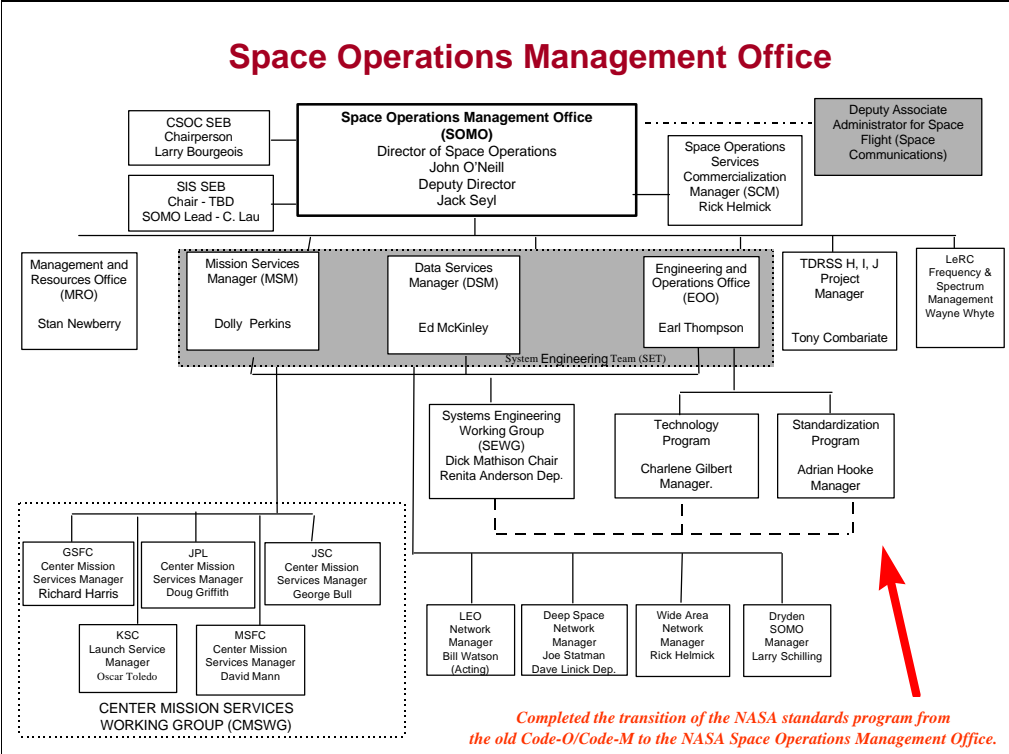 Space Operations Management Office
CSOC SEB
Chairperson
Larry Bourgeois
SIS SEB
Chair - TBD
SOMO Lead - C. Lau
Space Operations Management Office
(SOMO)
Director of Space Operations
John O'Neill
Deputy Director
Jack Seyl
Space Operations
Services
Commercialization
Manager (SCM)
Rick Helmick
Deputy Associate
Administrator for Space
Flight (Space
Communications)
Management and
Resources Office
(MRO)
Stan Newberry
Mission Services
Manager (MSM)
Dolly Perkins
Data Services
Manager (DSM)
Ed McKinley
Engineering and
Operations Office
(EOO)
Earl Thompson
TDRSS H, I, J
Project
Manager
Tony Combariate
LeRC
Frequency &
Spectrum
Management
Wayne Whyte
System Engineering Team (SET)
Systems Engineering
Working Group
(SEWG)
Dick Mathison Chair
Renita Anderson Dep.
Technology
Program
Charlene Gilbert
Manager.
Standardization
Program
Adrian Hooke
Manager
GSFC
Center Mission
Services Manager
Richard Harris
JPL
Center Mission
Services Manager
Doug Griffith
JSC
Center Mission
Services Manager
George Bull
KSC
Launch Service
Manager
Oscar Toledo
MSFC
Center Mission
Services Manager
David Mann
CENTER MISSION SERVICES
WORKING GROUP (CMSWG)
LEO
Network
Manager
Bill Watson
(Acting)
Deep Space
Network
Manager
Joe Statman
Dave Linick Dep.
Wide Area
Network
Manager
Rick Helmick
Dryden
SOMO
Manager
Larry Schilling
Completed the transition of the NASA standards program from
the old Code-O/Code-M to the NASA Space Operations Management Office.